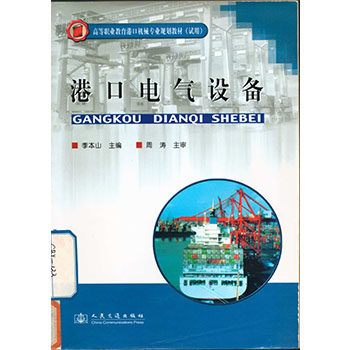 高等职业教育港口机械专业规划教材（试用）
港口电气设备
GANGKOU DIANQI SHEBEI
李本山 主编 周涛 主审
人民交通出版社
China Communications Press